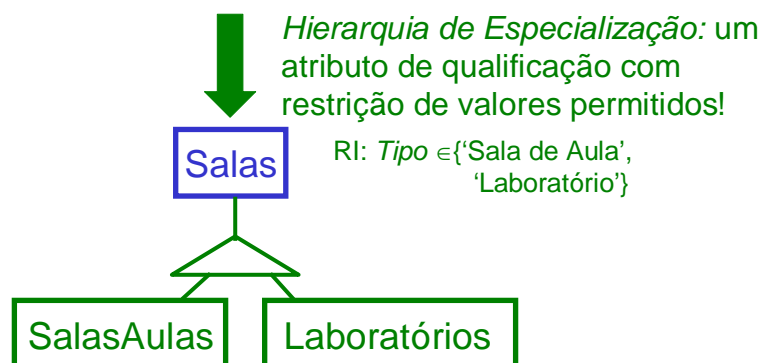 Hierarquia de Especialização: um
atributo de qualificação com
restrição de valores permitidos!
Salas
RI: Tipo ∈{‘Sala de Aula’,
‘Laboratório’}
SalasAulas
Laboratórios